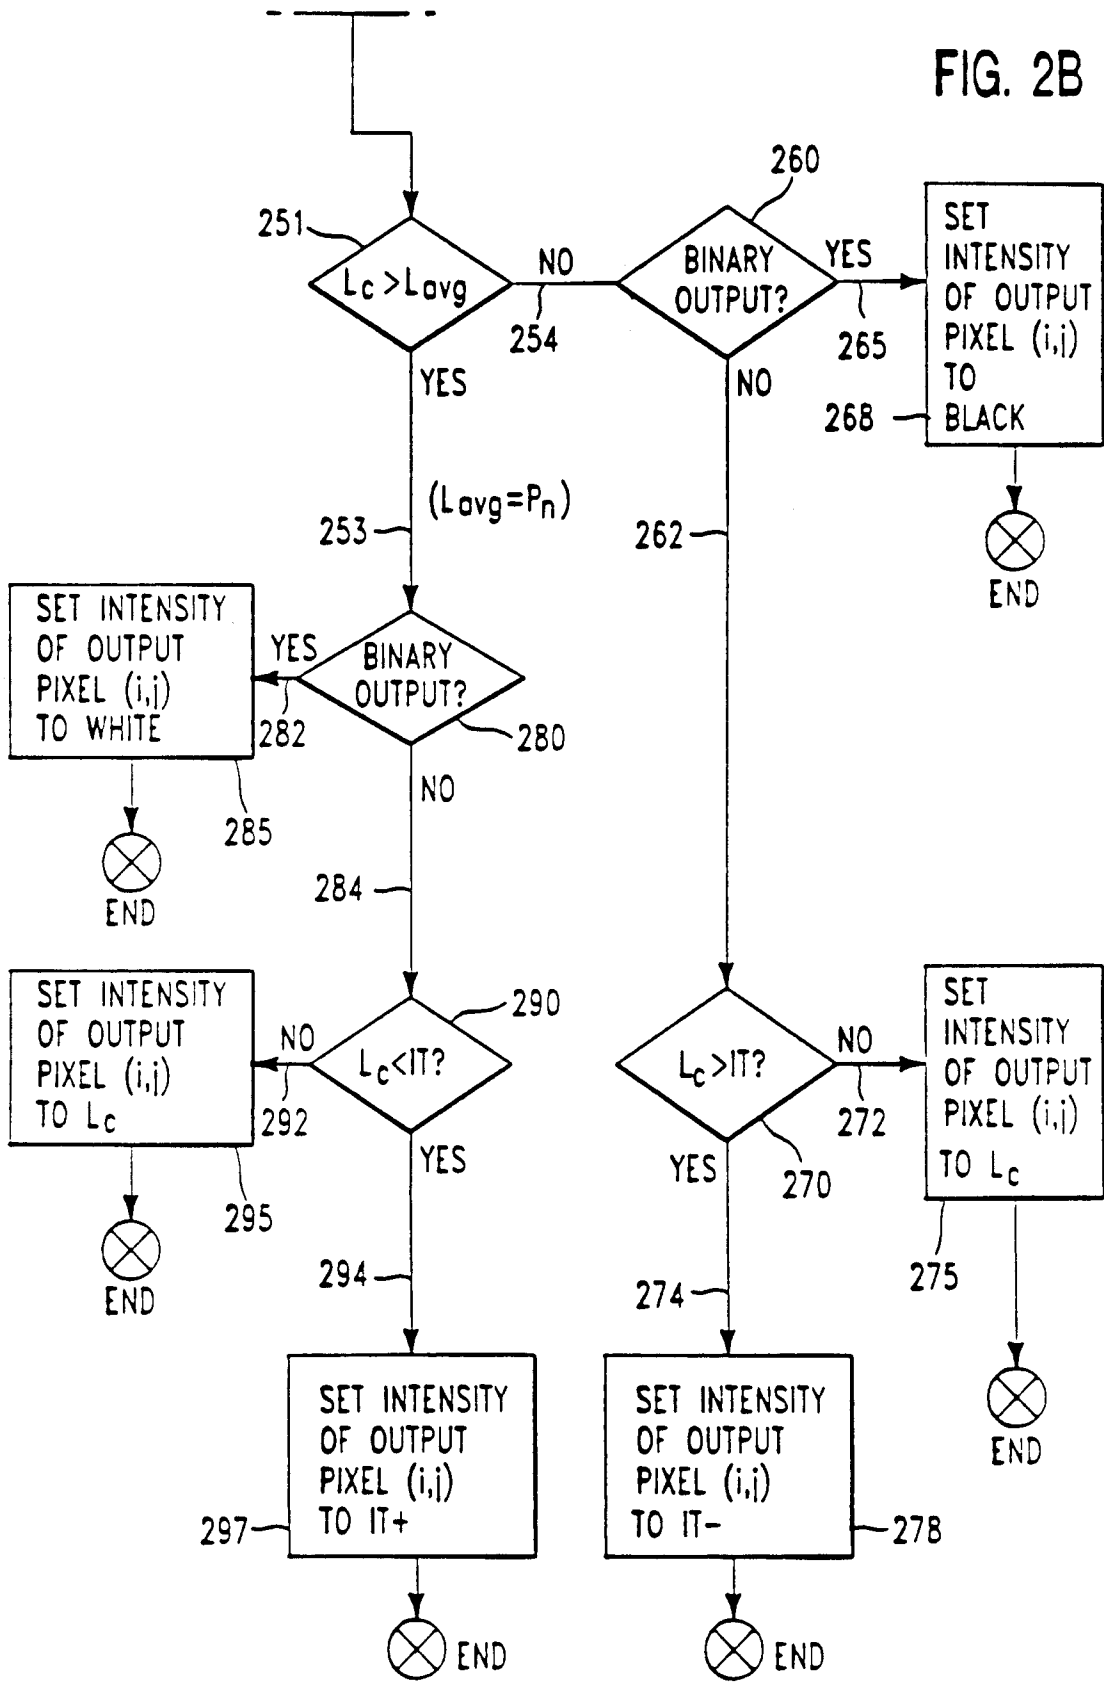 FIG. 2B
251
Lc>Lavg
NO
254
YES
260
BINARY
OUTPUT?
YES
265
NO
SET
INTENSITY
OF OUTPUT
PIXEL (i,j)
TO
BLACK
268
END
(Lavg=Pn)
253
262
SET INTENSITY
OF OUTPUT
PIXEL (i,j)
TO WHITE
YES
282
BINARY
OUTPUT?
280
NO
285
END
284
SET INTENSITY
OF OUTPUT
PIXEL (i,j)
TO Lc
NO
292
290
Lc<IT?
YES
295
END
Lc>IT?
NO
272
YES
270
SET
INTENSITY
OF OUTPUT
PIXEL (i,j)
TO Lc
275
END
294
274
SET INTENSITY
OF OUTPUT
PIXEL (i,j)
TO IT+
297
END
SET INTENSITY
OF OUTPUT
PIXEL (i,j)
TO IT-
278
END